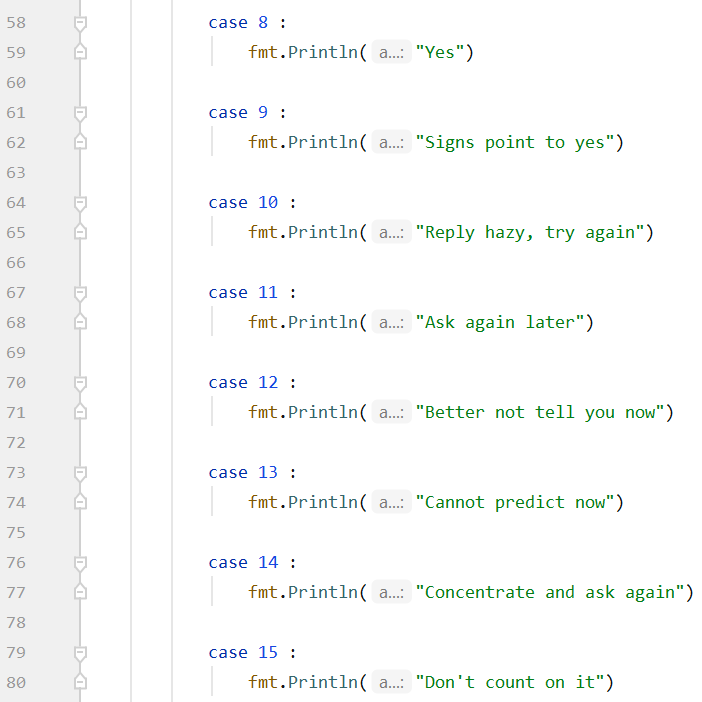 58 case 8 :
59 fmt.Println( a...: "Yes")
60
61 case 9 :
62 fmt.Println( a...: "Signs point to yes")
63
64 case 10 :
65 fmt.Println( a...: "Reply hazy, try again")
66
67 case 11 :
68 fmt.Println( a...: "Ask again later")
69
70 case 12 :
71 fmt.Println( a...: "Better not tell you now")
72
73 case 13 :
74 fmt.Println( a...: "Cannot predict now")
75
76 case 14 :
77 fmt.Println( a...: "Concentrate and ask again")
78
79 case 15 :
80 fmt.Println( a...: "Don't count on it")